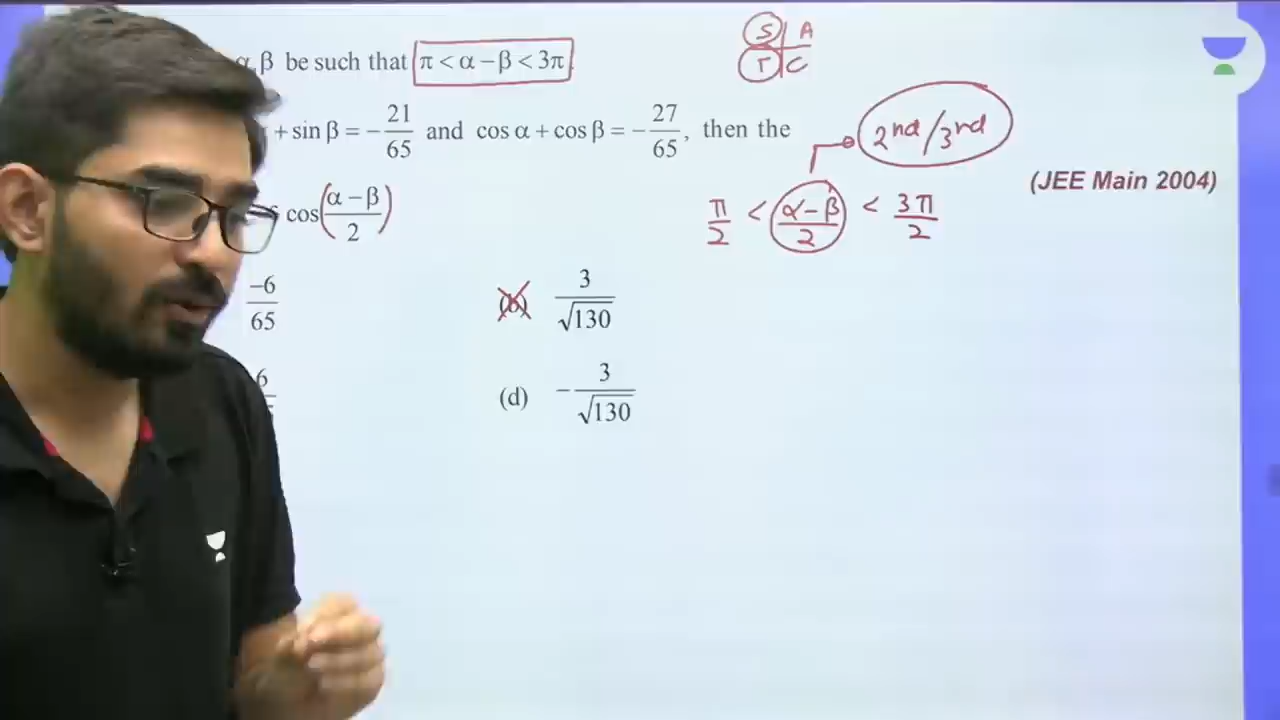 β be such that π < α − β < 3π
+ sin β = −21/65 and cos α + cos β = −27/65, then the
cos((α − β)/2)
(JEE Main 2004)
−6/65
(b) 3/√130
6
(d) −3/√130
S A
T C
2nd/3rd
π/2 < (α−β)/2 < 3π/2